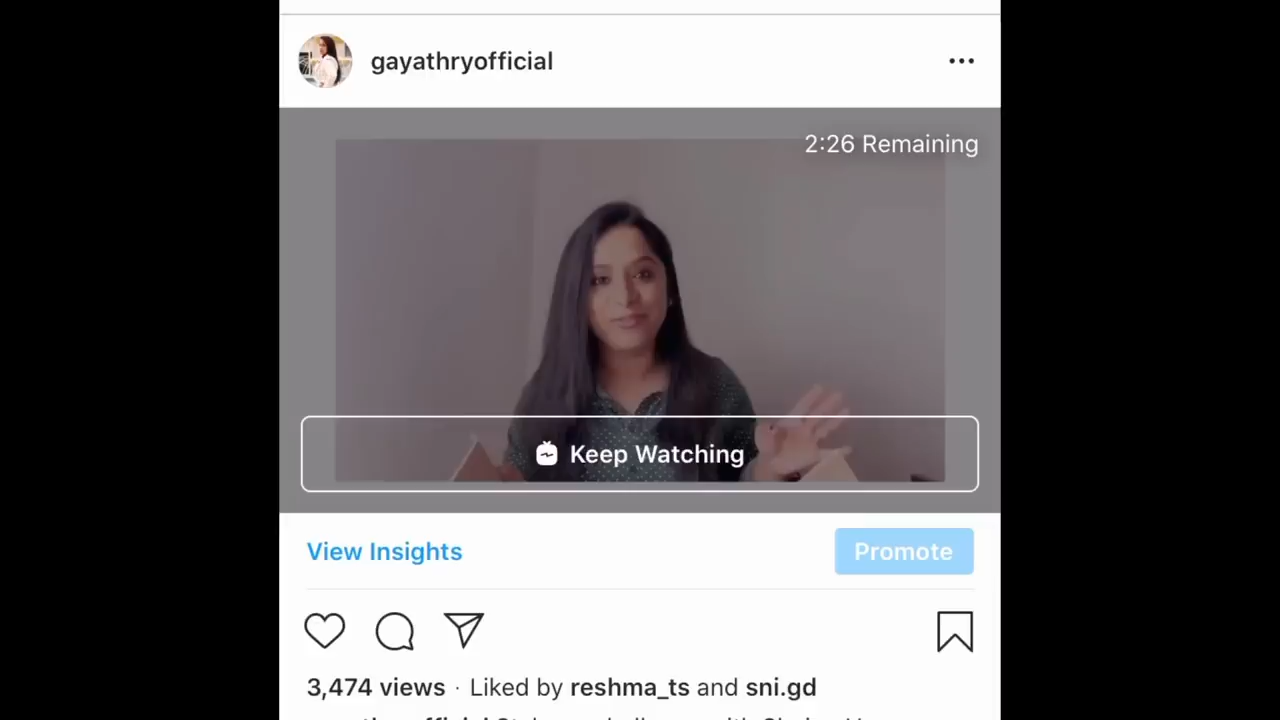 gayathryofficial
2:26 Remaining
Keep Watching
View Insights
Promote
3,474 views · Liked by reshma_ts and sni.gd